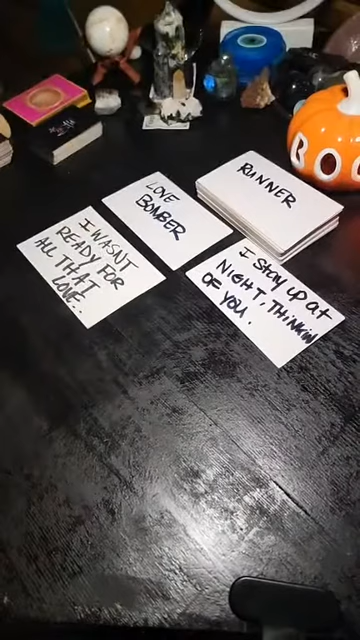 RUNNER
LOVE
BOMBER
I WASN'T
READY FOR
ALL THAT
LOVE..
I Stay up at
NIGHT, THINKIN
OF YOU.
BOO